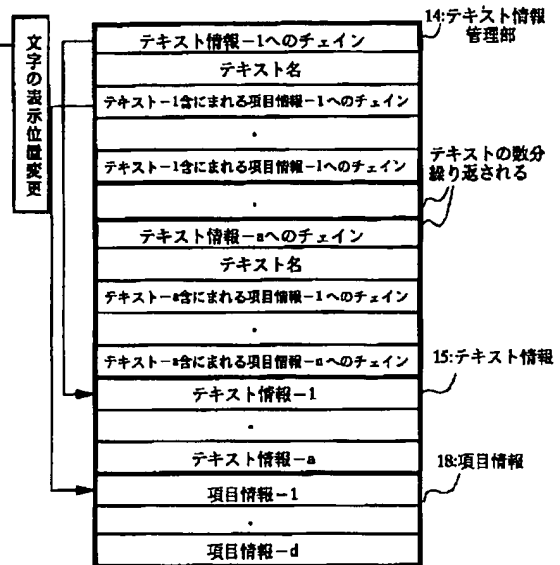 文字の表示位置変更
テキスト情報-1へのチェイン
テキスト名
テキスト-1含にまれる項目情報-1へのチェイン
・
テキスト-1含にまれる項目情報-1へのチェイン
・
テキスト情報-aへのチェイン
テキスト名
テキスト-a含にまれる項目情報-1へのチェイン
・
テキスト-a含にまれる項目情報-αへのチェイン
テキスト情報-1
・
テキスト情報-a
項目情報-1
・
項目情報-d
14:テキスト情報
管理部
テキストの数分
繰り返される
15:テキスト情報
18:項目情報